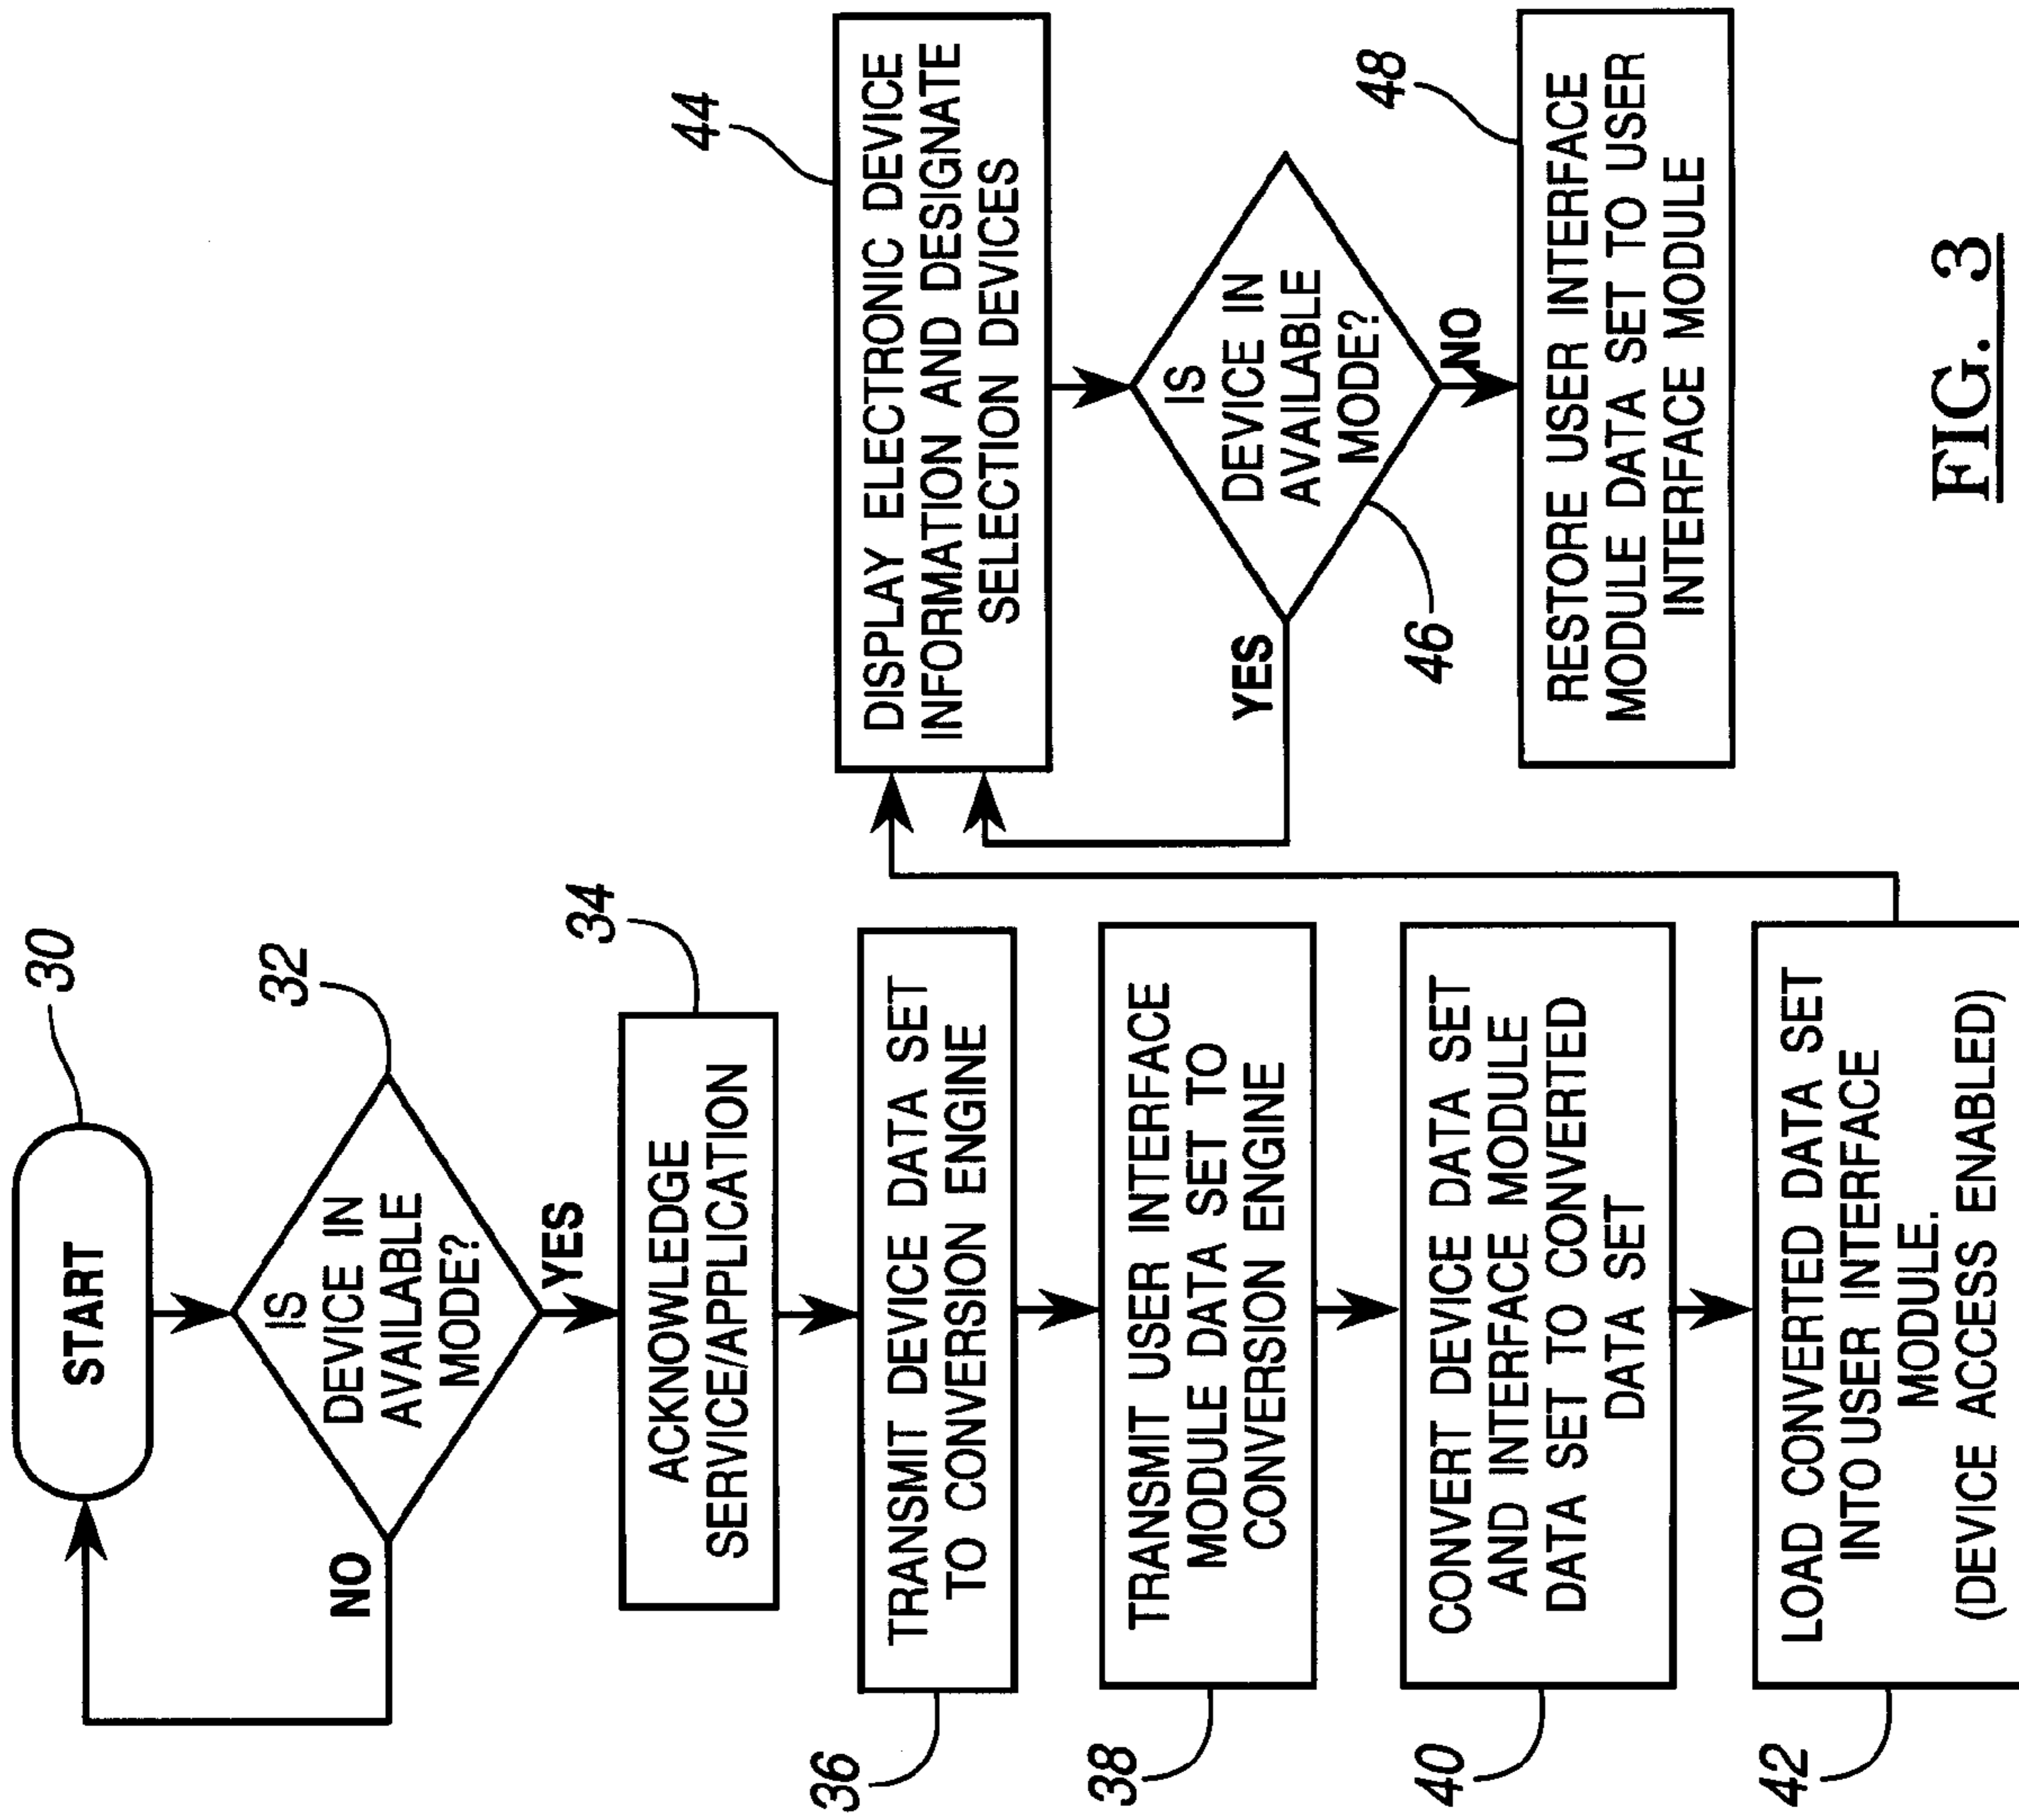 30
START
32
IS
DEVICE IN
AVAILABLE
MODE?
NO
YES
34
ACKNOWLEDGE
SERVICE/APPLICATION
36
TRANSMIT DEVICE DATA SET
TO CONVERSION ENGINE
38
TRANSMIT USER INTERFACE
MODULE DATA SET TO
CONVERSION ENGINE
40
CONVERT DEVICE DATA SET
AND INTERFACE MODULE
DATA SET TO CONVERTED
DATA SET
42
LOAD CONVERTED DATA SET
INTO USER INTERFACE
MODULE.
(DEVICE ACCESS ENABLED)
44
DISPLAY ELECTRONIC DEVICE
INFORMATION AND DESIGNATE
SELECTION DEVICES
IS
DEVICE IN
AVAILABLE
MODE?
YES
46
NO
48
RESTORE USER INTERFACE
MODULE DATA SET TO USER
INTERFACE MODULE
FIG. 3